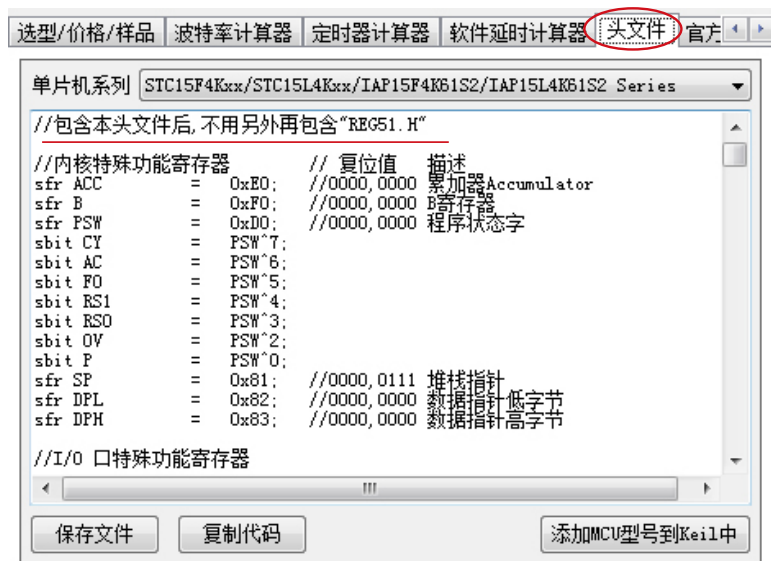 选型/价格/样品 波特率计算器 定时器计算器 软件延时计算器 头文件 官方
单片机系列 STC15F4Kxx/STC15L4Kxx/IAP15F4K61S2/IAP15L4K61S2 Series
//包含本头文件后,不用另外再包含"REG51.H"
//内核特殊功能寄存器 // 复位值 描述
sfr ACC = 0xE0; //0000,0000 累加器Accumulator
sfr B = 0xF0; //0000,0000 B寄存器
sfr PSW = 0xD0; //0000,0000 程序状态字
sbit CY = PSW^7;
sbit AC = PSW^6;
sbit F0 = PSW^5;
sbit RS1 = PSW^4;
sbit RS0 = PSW^3;
sbit OV = PSW^2;
sbit P = PSW^0;
sfr SP = 0x81; //0000,0111 堆栈指针
sfr DPL = 0x82; //0000,0000 数据指针低字节
sfr DPH = 0x83; //0000,0000 数据指针高字节
//I/O 口特殊功能寄存器
保存文件 复制代码 添加MCU型号到Keil中